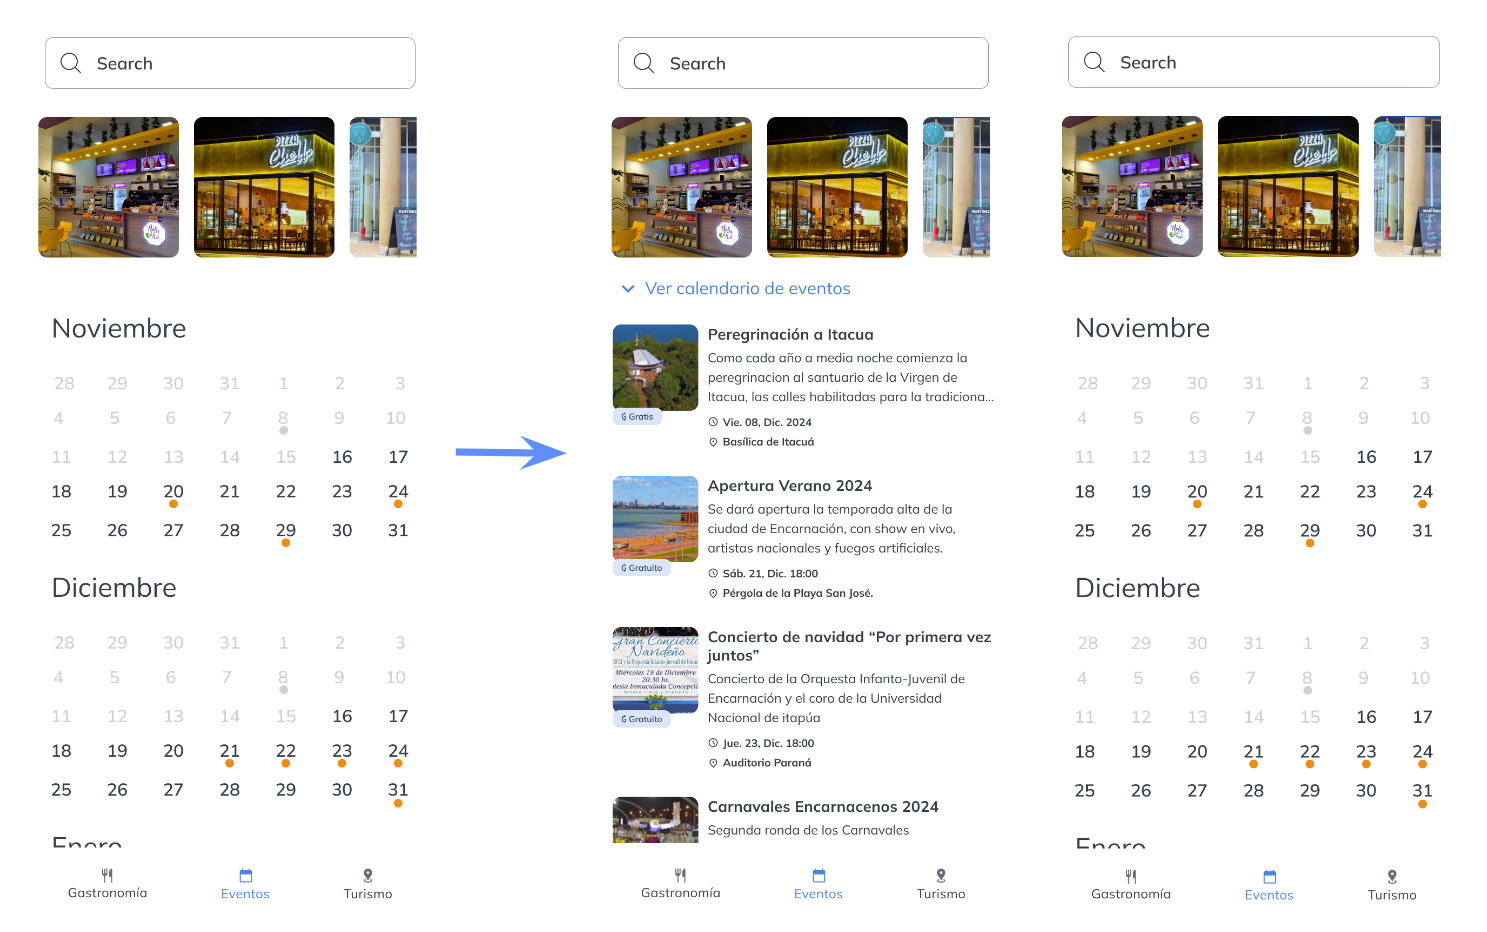 Search
PIZZA
Chello
Noviembre
28 29 30 31 1 2 3
4 5 6 7 8 9 10
11 12 13 14 15 16 17
18 19 20 21 22 23 24
25 26 27 28 29 30 31
Diciembre
28 29 30 31 1 2 3
4 5 6 7 8 9 10
11 12 13 14 15 16 17
18 19 20 21 22 23 24
25 26 27 28 29 30 31
Enero
Gastronomía Eventos Turismo
Search
PIZZA
Chello
Ver calendario de eventos
Peregrinación a Itacua
Como cada año a media noche comienza la
peregrinacion al santuario de la Virgen de
Itacua, las calles habilitadas para la tradiciona...
Gratis
Vie. 08, Dic. 2024
Basílica de Itacuá
Apertura Verano 2024
Se dará apertura la temporada alta de la
ciudad de Encarnación, con show en vivo,
artistas nacionales y fuegos artificiales.
Gratuito
Sáb. 21, Dic. 18:00
Pérgola de la Playa San José.
Gran Concierto
Navideño
Miércoles 19 de Diciembre
20:30 hs.
Inmaculada
Concierto de navidad “Por primera vez
juntos”
Concierto de la Orquesta Infanto-Juvenil de
Encarnación y el coro de la Universidad
Nacional de itapúa
Gratuito
Jue. 23, Dic. 18:00
Auditorio Paraná
Carnavales Encarnacenos 2024
Segunda ronda de los Carnavales
Gastronomía Eventos Turismo
Search
PIZZA
Chello
Noviembre
28 29 30 31 1 2 3
4 5 6 7 8 9 10
11 12 13 14 15 16 17
18 19 20 21 22 23 24
25 26 27 28 29 30 31
Diciembre
28 29 30 31 1 2 3
4 5 6 7 8 9 10
11 12 13 14 15 16 17
18 19 20 21 22 23 24
25 26 27 28 29 30 31
Enero
Gastronomía Eventos Turismo